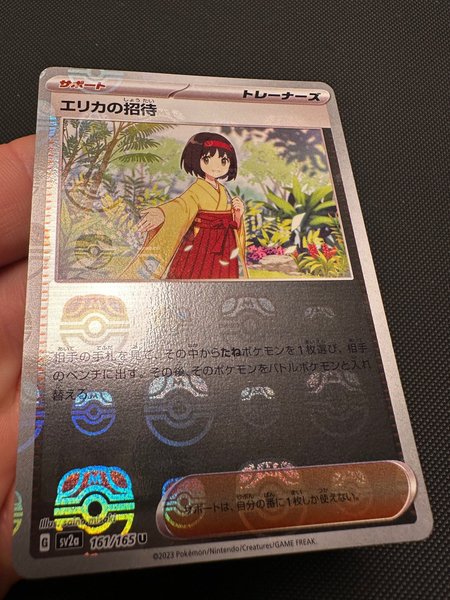 サポート
トレーナーズ
エリカの招待
相手の手札を見て、その中からたねポケモンを1枚選び、相手
のベンチに出す。その後、そのポケモンをバトルポケモンと入れ
替える。
サポートは、自分の番に1枚しか使えない。
Illus.
G sv2a 161/165 U
©2023 Pokémon/Nintendo/Creatures/GAME FREAK.